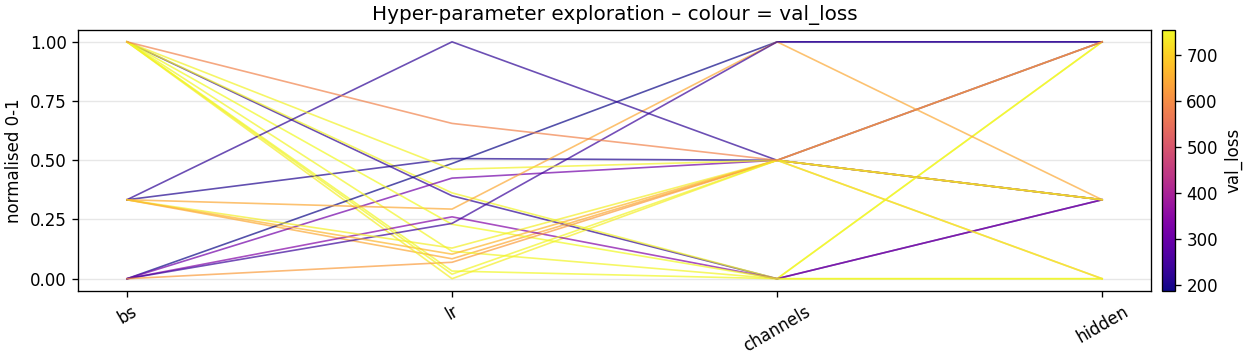 Hyper-parameter exploration – colour = val_loss
normalised 0-1
1.00
0.75
0.50
0.25
0.00
bs
lr
channels
hidden
700
600
500
400
300
200
val_loss